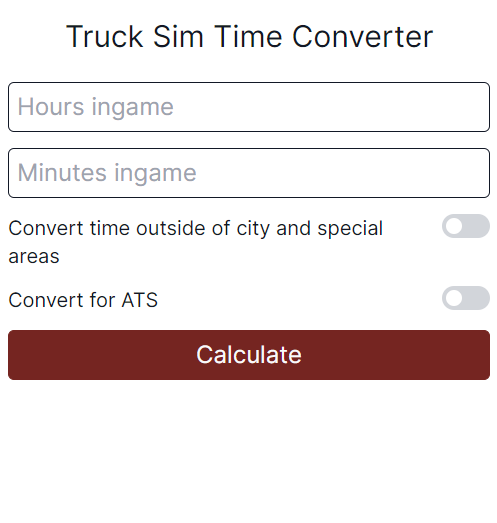 Truck Sim Time Converter
Hours ingame
Minutes ingame
Convert time outside of city and special
areas
Convert for ATS
Calculate